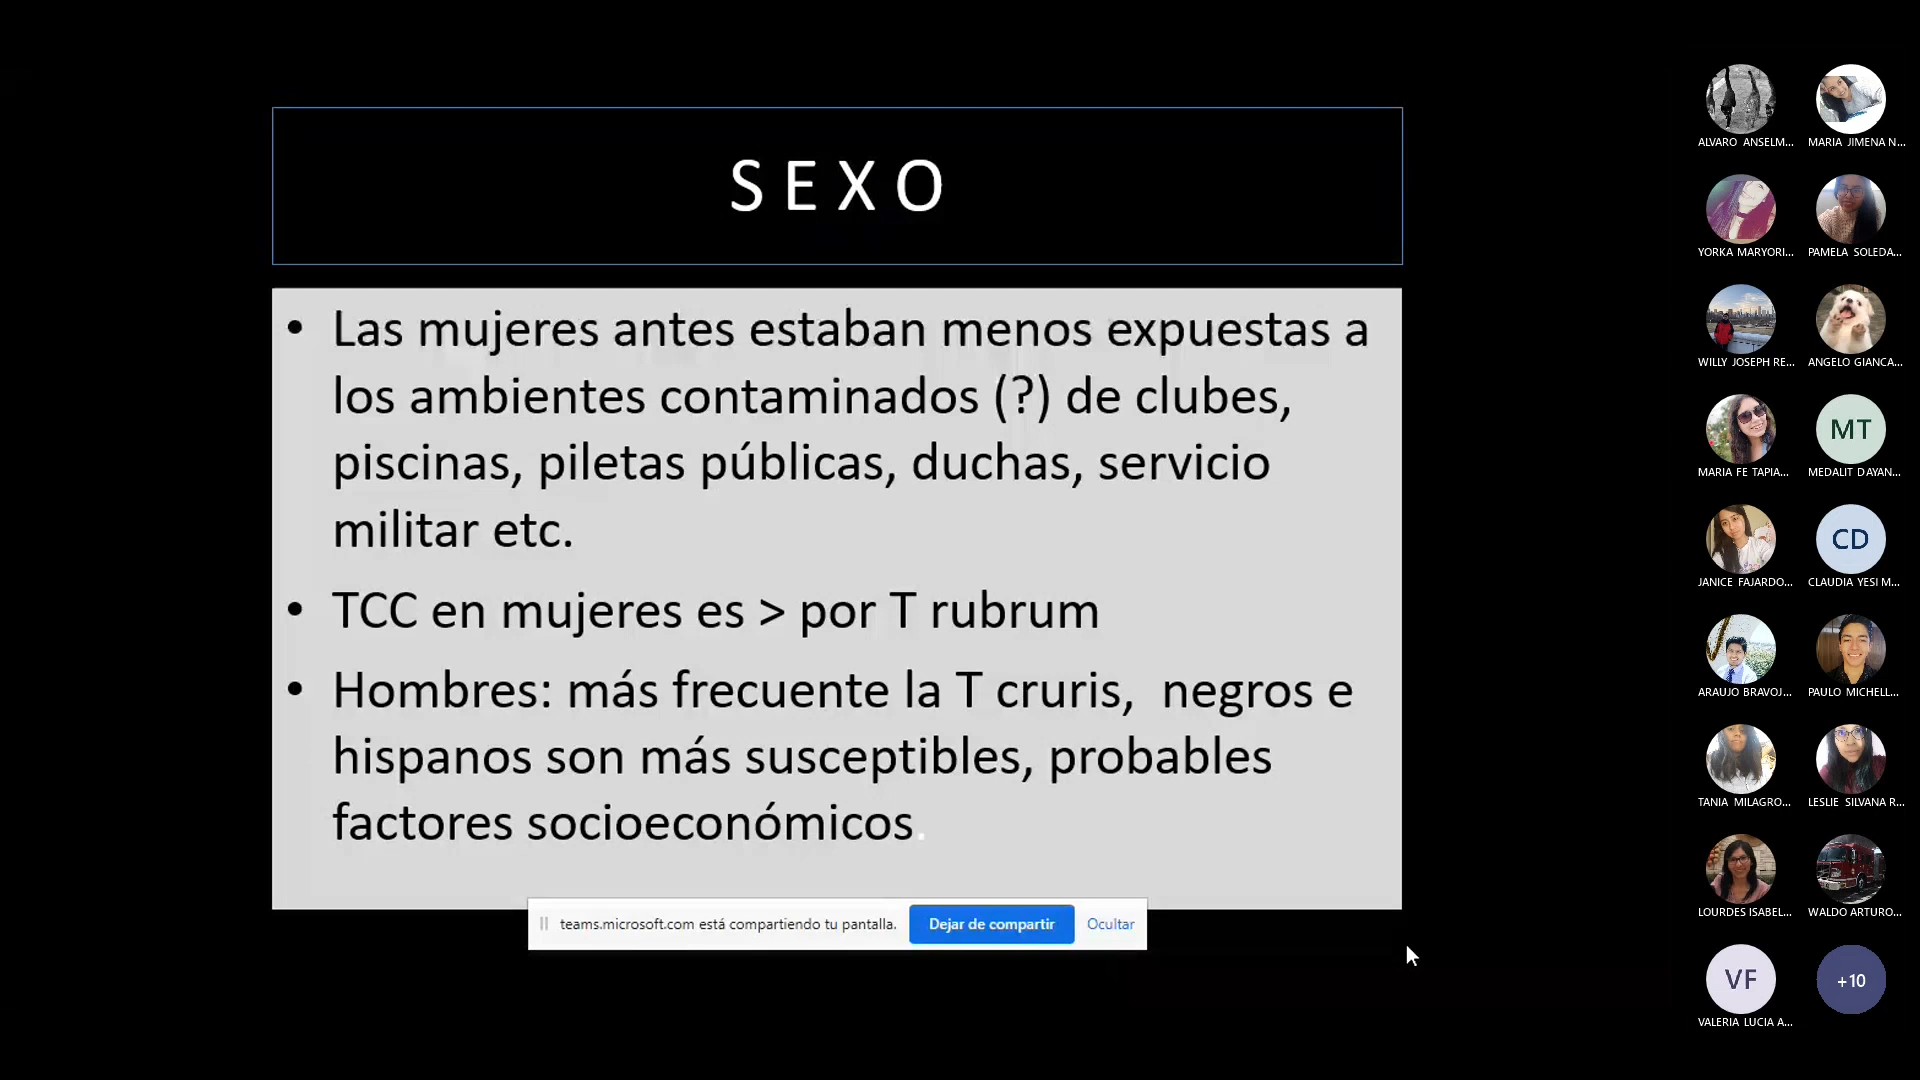 S E X O
• Las mujeres antes estaban menos expuestas a
los ambientes contaminados (?) de clubes,
piscinas, piletas públicas, duchas, servicio
militar etc.
• TCC en mujeres es > por T rubrum
• Hombres: más frecuente la T cruris, negros e
hispanos son más susceptibles, probables
factores socioeconómicos.
teams.microsoft.com está compartiendo tu pantalla. Dejar de compartir Ocultar
ALVARO ANSELM... MARIA JIMENA N...
YORKA MARYORI... PAMELA SOLEDA...
WILLY JOSEPH RE... ANGELO GIANCA...
MT
MARIA FE TAPIA... MEDALIT DAYAN...
CD
JANICE FAJARDO... CLAUDIA YESI M...
ARAUJO BRAVOJ... PAULO MICHELL...
TANIA MILAGRO... LESLIE SILVANA R...
LOURDES ISABEL... WALDO ARTURO...
VF +10
VALERIA LUCIA A...